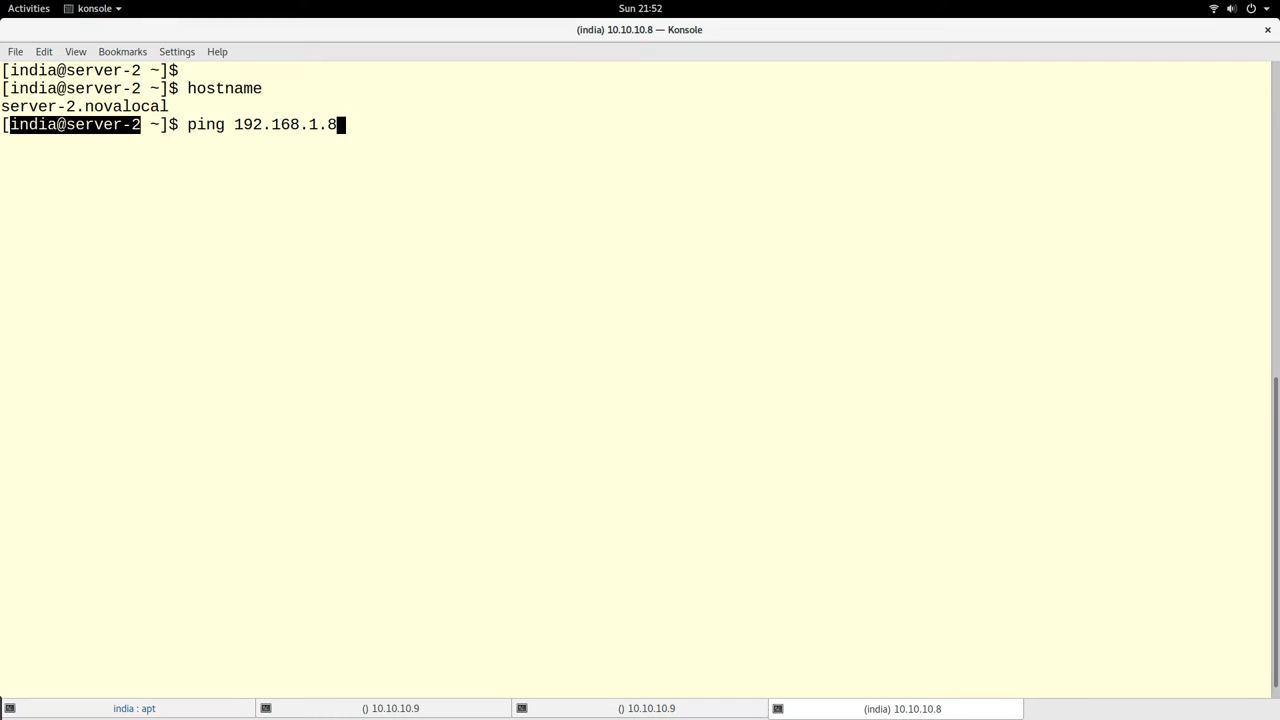 Activities konsole Sun 21:52
(india) 10.10.10.8 — Konsole ×
File Edit View Bookmarks Settings Help
[india@server-2 ~]$
[india@server-2 ~]$ hostname
server-2.novalocal
[india@server-2 ~]$ ping 192.168.1.8
india : apt () 10.10.10.9 () 10.10.10.9 (india) 10.10.10.8